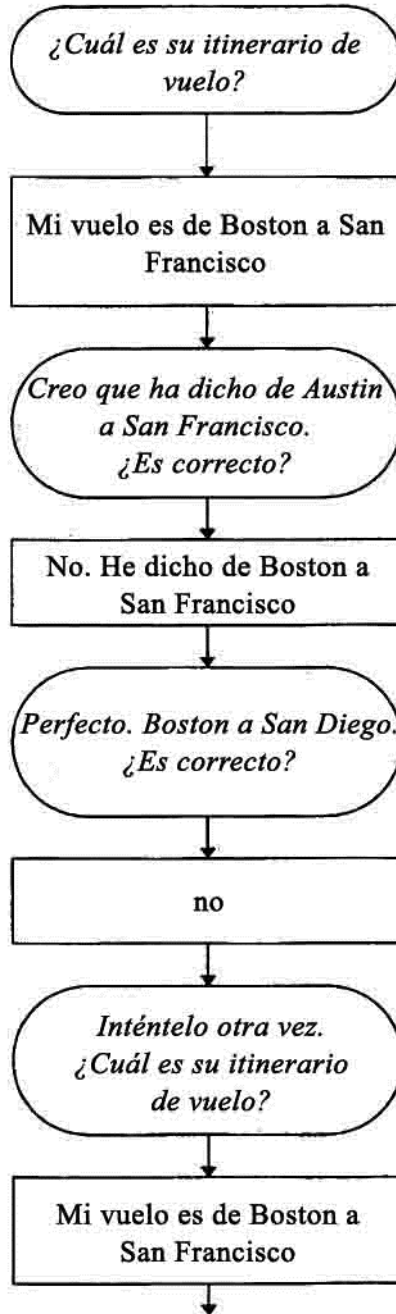 ¿Cuál es su itinerario de
vuelo?
Mi vuelo es de Boston a San
Francisco
Creo que ha dicho de Austin
a San Francisco.
¿Es correcto?
No. He dicho de Boston a
San Francisco
Perfecto. Boston a San Diego.
¿Es correcto?
no
Inténtelo otra vez.
¿Cuál es su itinerario
de vuelo?
Mi vuelo es de Boston a
San Francisco